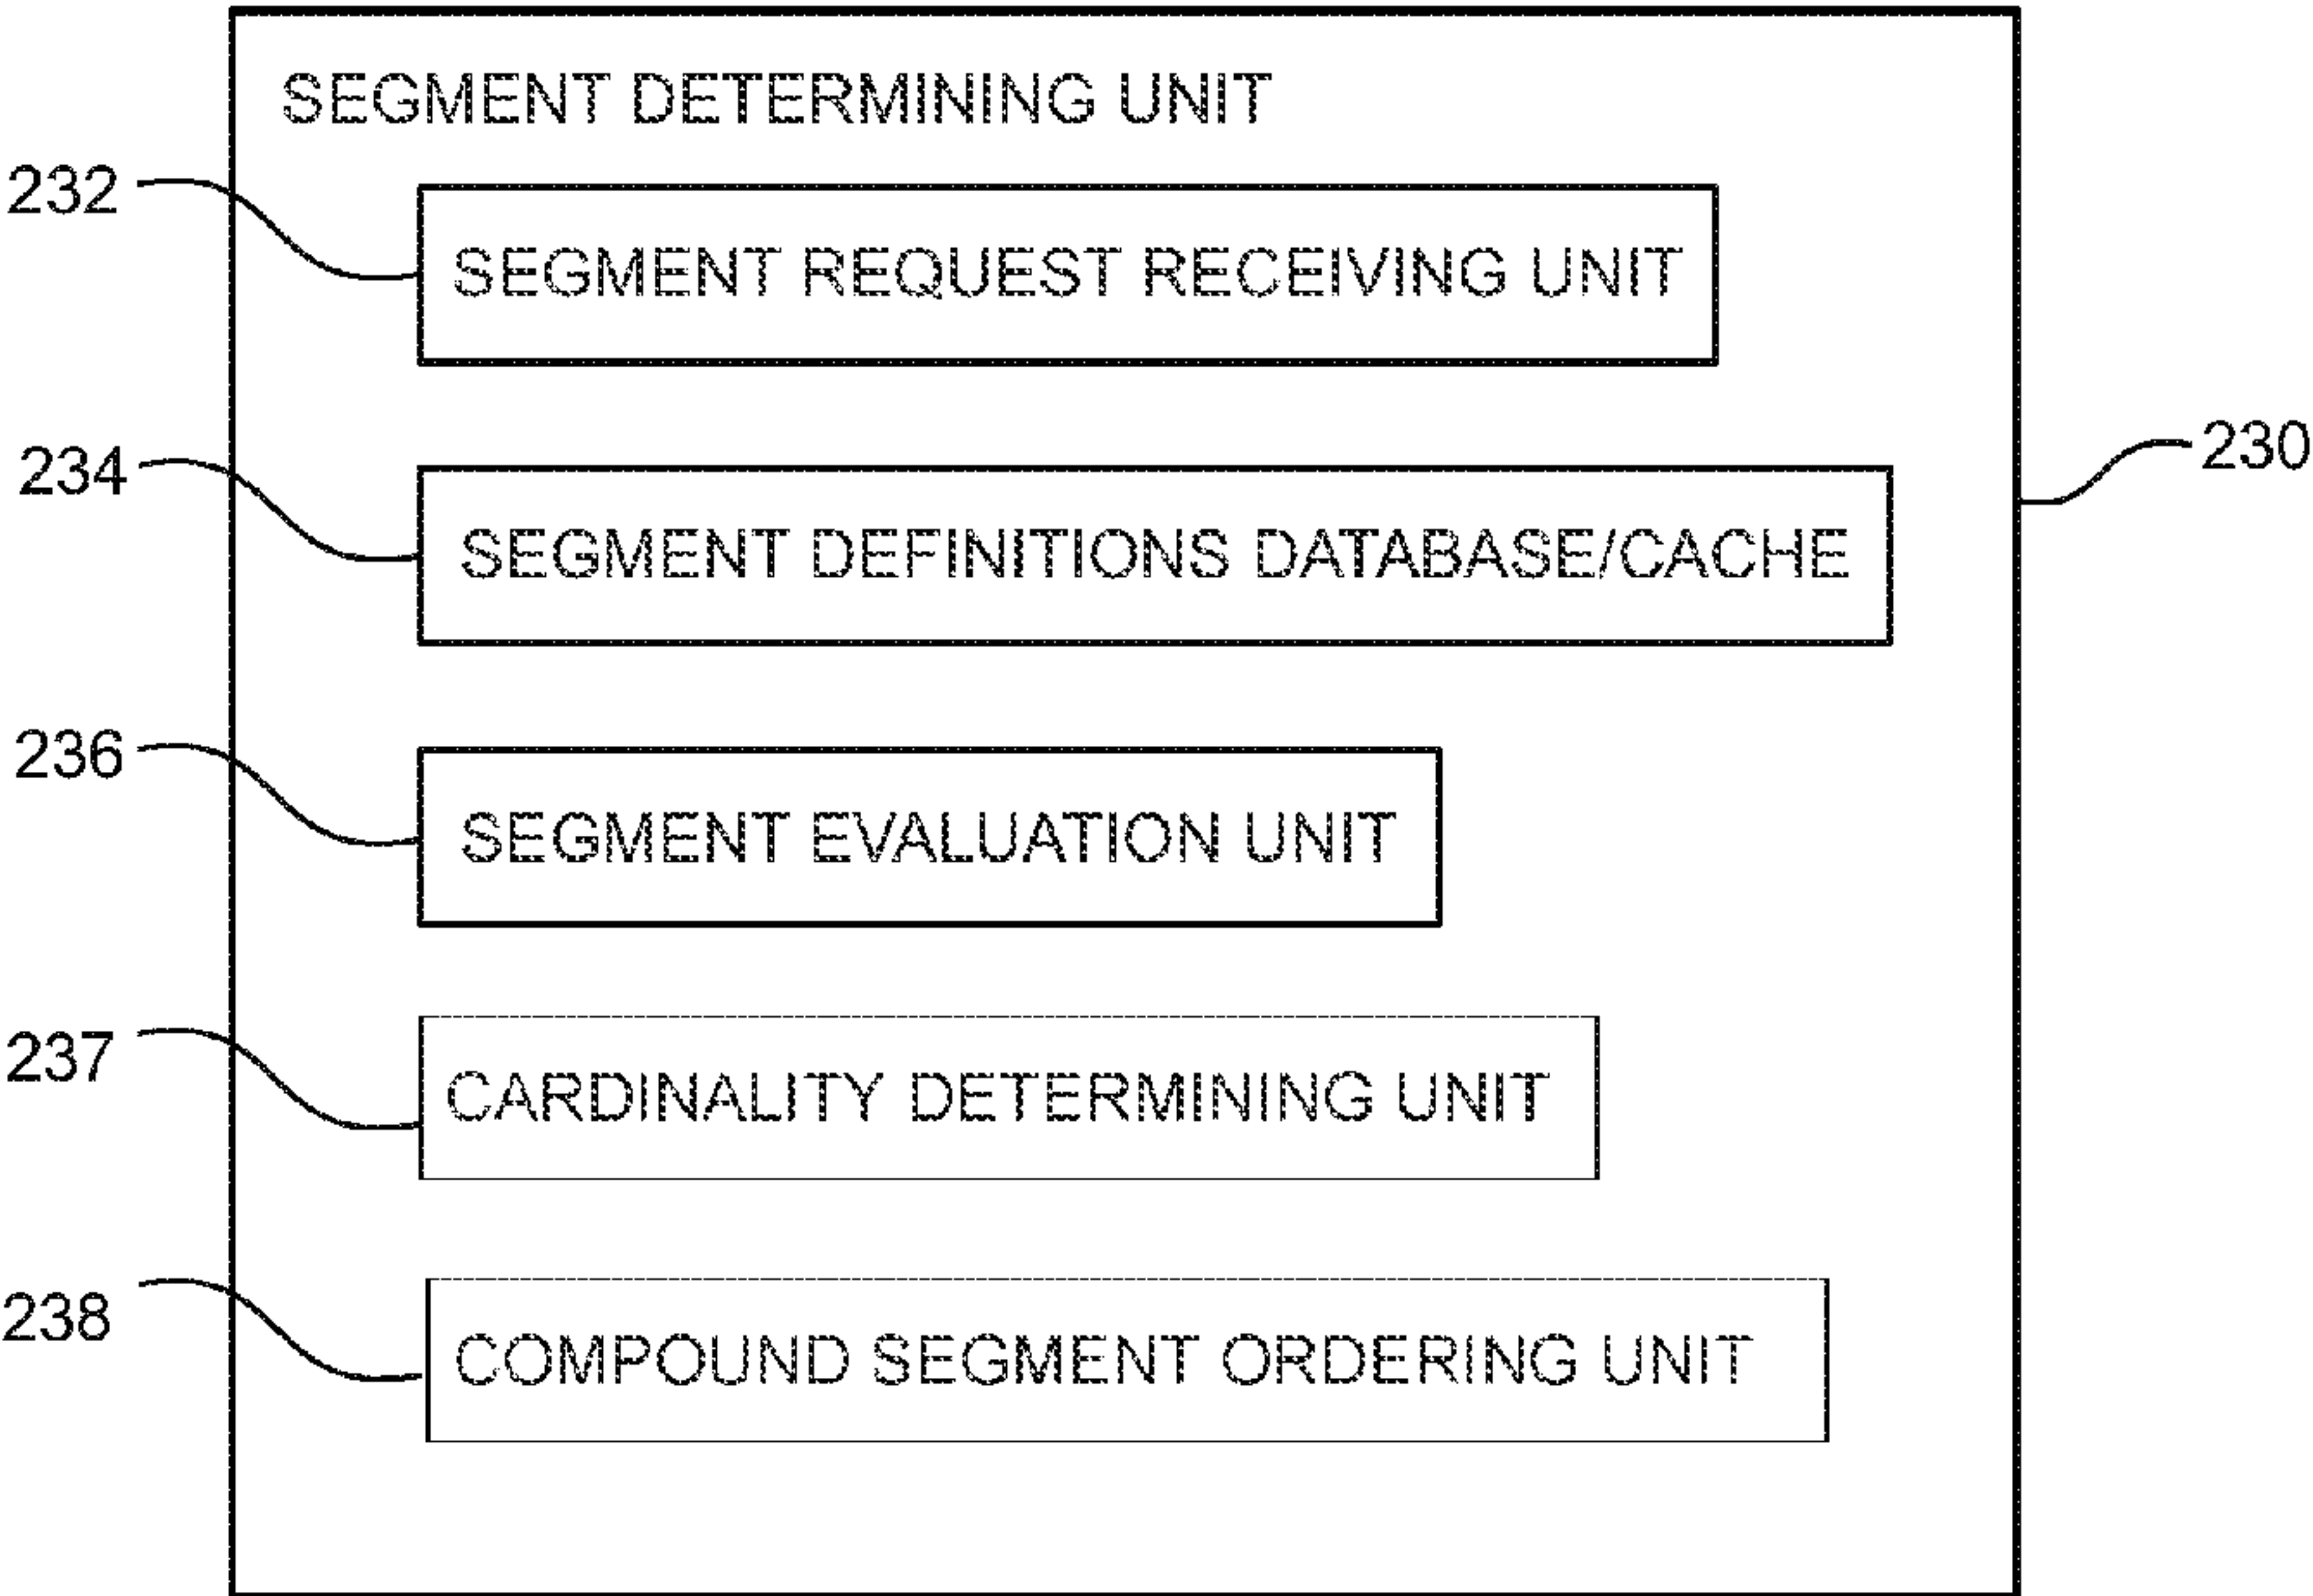 SEGMENT DETERMINING UNIT
232
SEGMENT REQUEST RECEIVING UNIT
230
234
SEGMENT DEFINITIONS DATABASE/CACHE
236
SEGMENT EVALUATION UNIT
237
CARDINALITY DETERMINING UNIT
238
COMPOUND SEGMENT ORDERING UNIT